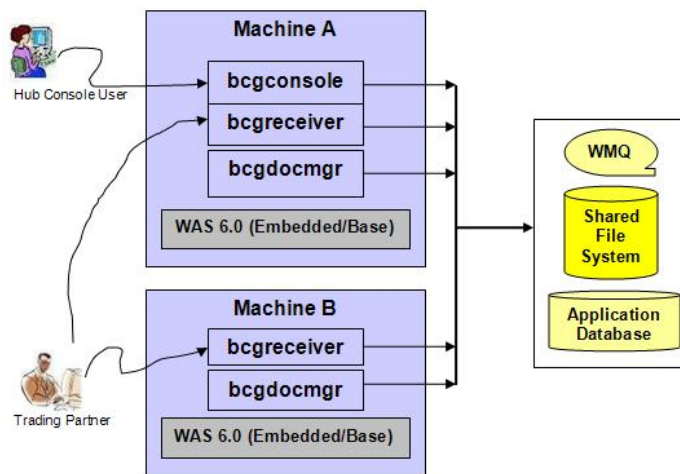 Machine A
bcgconsole
Hub Console User
bcgreceiver
bcgdocmgr
WAS 6.0 (Embedded/Base)
WMQ
Shared
File
System
Application
Database
Machine B
bcgreceiver
bcgdocmgr
Trading Partner
WAS 6.0 (Embedded/Base)